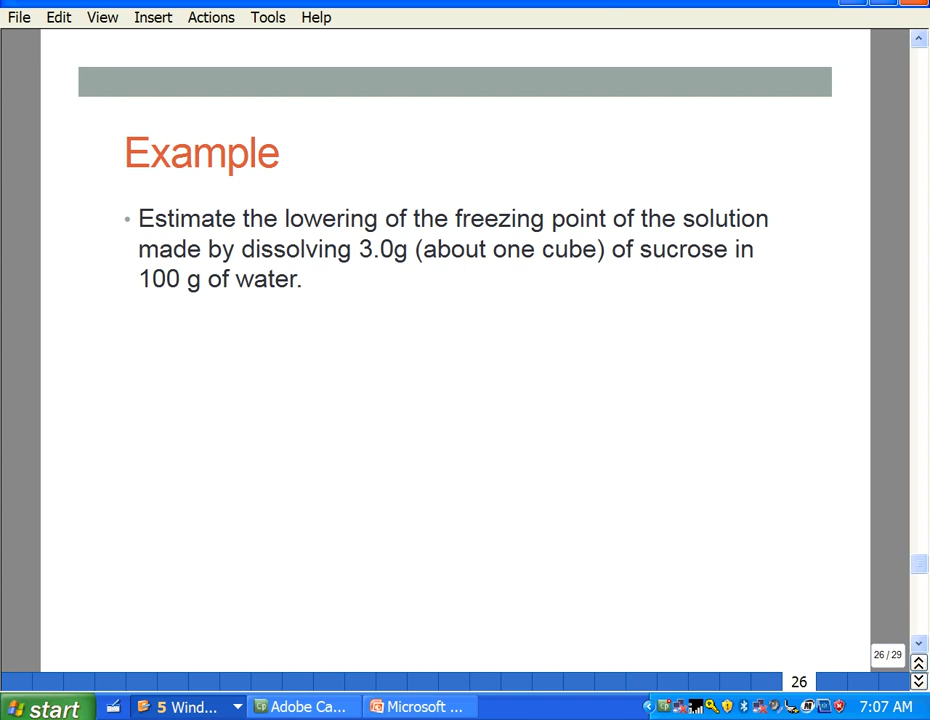 File Edit View Insert Actions Tools Help
Example
• Estimate the lowering of the freezing point of the solution
made by dissolving 3.0g (about one cube) of sucrose in
100 g of water.
26 / 29
26
start 5 Wind... Adobe Ca... Microsoft ... 7:07 AM